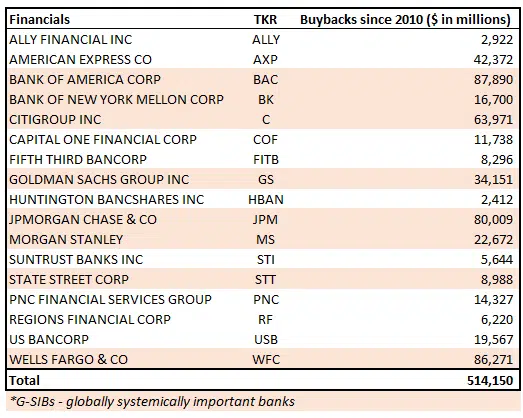 Financials TKR Buybacks since 2010 ($ in millions)
ALLY FINANCIAL INC ALLY 2,922
AMERICAN EXPRESS CO AXP 42,372
BANK OF AMERICA CORP BAC 87,890
BANK OF NEW YORK MELLON CORP BK 16,700
CITIGROUP INC C 63,971
CAPITAL ONE FINANCIAL CORP COF 11,738
FIFTH THIRD BANCORP FITB 8,296
GOLDMAN SACHS GROUP INC GS 34,151
HUNTINGTON BANCSHARES INC HBAN 2,412
JPMORGAN CHASE & CO JPM 80,009
MORGAN STANLEY MS 22,672
SUNTRUST BANKS INC STI 5,644
STATE STREET CORP STT 8,988
PNC FINANCIAL SERVICES GROUP PNC 14,327
REGIONS FINANCIAL CORP RF 6,220
US BANCORP USB 19,567
WELLS FARGO & CO WFC 86,271
Total 514,150
*G-SIBs - globally systemically important banks